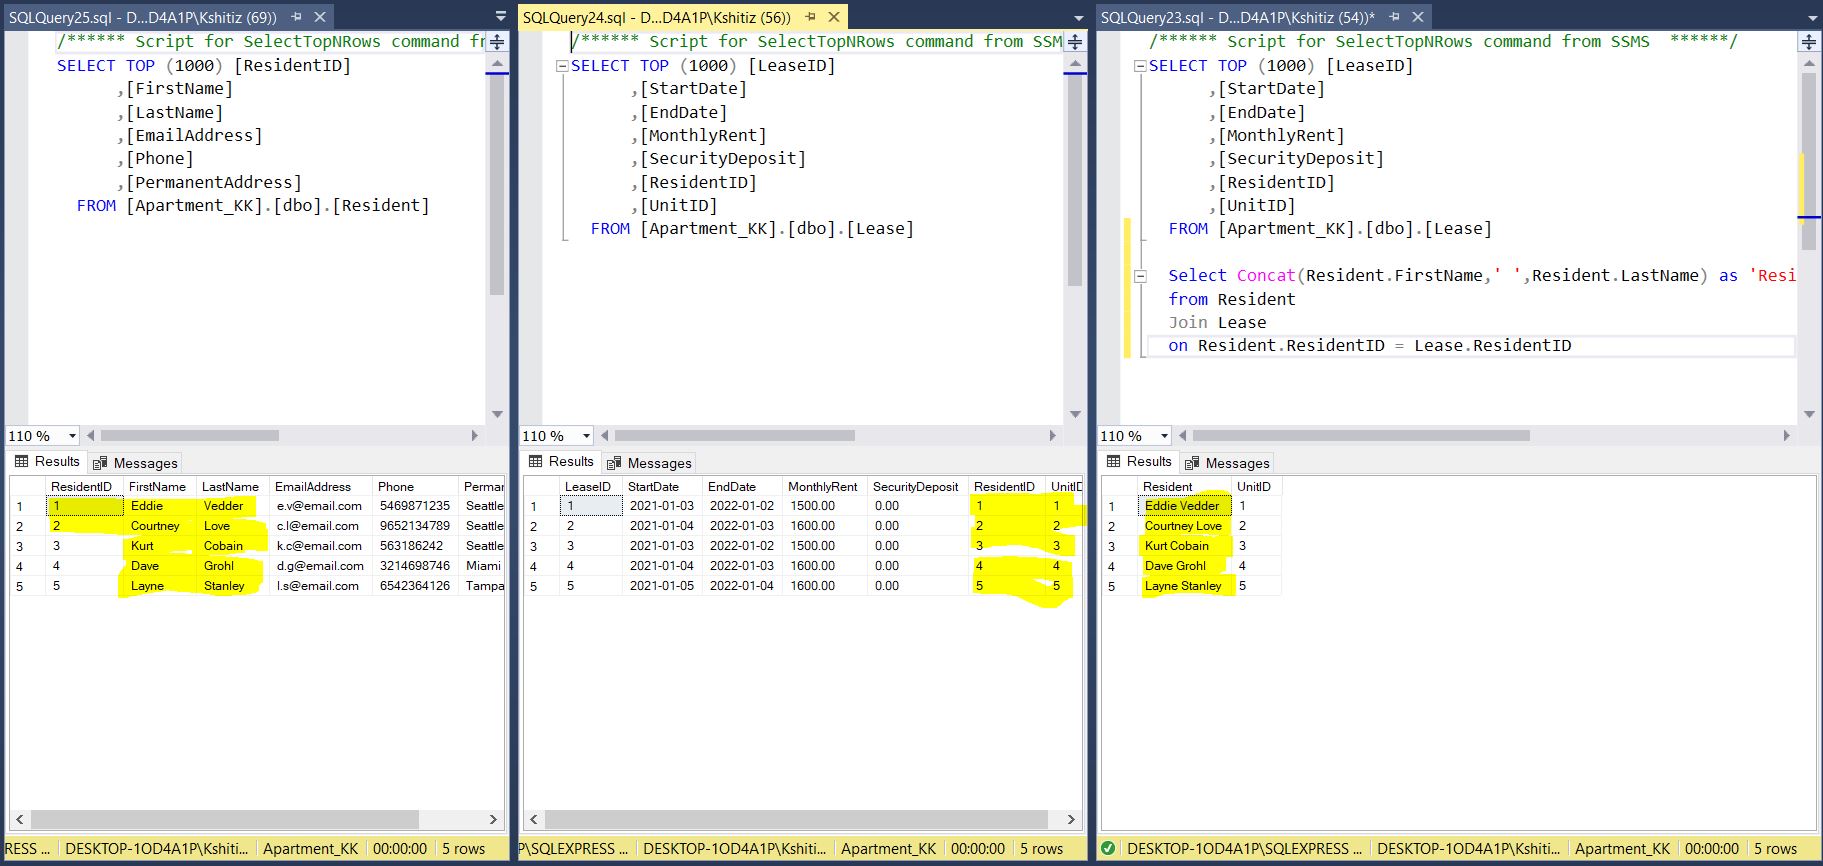 SQLQuery25.sql - D...D4A1P\Kshitiz (69))
/****** Script for SelectTopNRows command fr
SELECT TOP (1000) [ResidentID]
,[FirstName]
,[LastName]
,[EmailAddress]
,[Phone]
,[PermanentAddress]
FROM [Apartment_KK].[dbo].[Resident]
110 %
Results Messages
ResidentID FirstName LastName EmailAddress Phone Perman
1 1 Eddie Vedder e.v@email.com 5469871235 Seattle
2 2 Courtney Love c.l@email.com 9652134789 Seattle
3 3 Kurt Cobain k.c@email.com 563186242 Seattle
4 4 Dave Grohl d.g@email.com 3214698746 Miami
5 5 Layne Stanley l.s@email.com 6542364126 Tampa
RESS ... DESKTOP-1OD4A1P\Kshiti... Apartment_KK 00:00:00 5 rows
SQLQuery24.sql - D...D4A1P\Kshitiz (56))
/****** Script for SelectTopNRows command from SSM
SELECT TOP (1000) [LeaseID]
,[StartDate]
,[EndDate]
,[MonthlyRent]
,[SecurityDeposit]
,[ResidentID]
,[UnitID]
FROM [Apartment_KK].[dbo].[Lease]
110 %
Results Messages
LeaseID StartDate EndDate MonthlyRent SecurityDeposit ResidentID UnitID
1 1 2021-01-03 2022-01-02 1500.00 0.00 1 1
2 2 2021-01-04 2022-01-03 1600.00 0.00 2 2
3 3 2021-01-03 2022-01-02 1500.00 0.00 3 3
4 4 2021-01-04 2022-01-03 1600.00 0.00 4 4
5 5 2021-01-05 2022-01-04 1600.00 0.00 5 5
P\SQLEXPRESS ... DESKTOP-1OD4A1P\Kshiti... Apartment_KK 00:00:00 5 rows
SQLQuery23.sql - D...D4A1P\Kshitiz (54))*
/****** Script for SelectTopNRows command from SSMS ******/
SELECT TOP (1000) [LeaseID]
,[StartDate]
,[EndDate]
,[MonthlyRent]
,[SecurityDeposit]
,[ResidentID]
,[UnitID]
FROM [Apartment_KK].[dbo].[Lease]
Select Concat(Resident.FirstName,' ',Resident.LastName) as 'Resi
from Resident
Join Lease
on Resident.ResidentID = Lease.ResidentID
110 %
Results Messages
Resident UnitID
1 Eddie Vedder 1
2 Courtney Love 2
3 Kurt Cobain 3
4 Dave Grohl 4
5 Layne Stanley 5
DESKTOP-1OD4A1P\SQLEXPRESS ... DESKTOP-1OD4A1P\Kshiti... Apartment_KK 00:00:00 5 rows